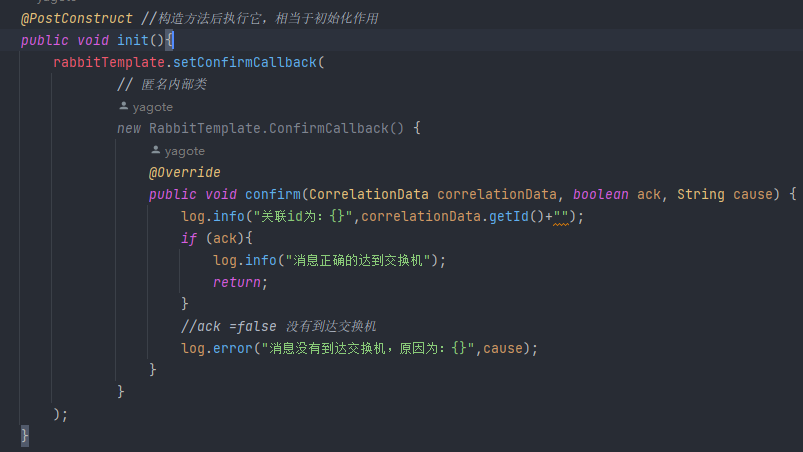 yagote
@PostConstruct //构造方法后执行它，相当于初始化作用
public void init(){
rabbitTemplate.setConfirmCallback(
// 匿名内部类
yagote
new RabbitTemplate.ConfirmCallback() {
yagote
@Override
public void confirm(CorrelationData correlationData, boolean ack, String cause) {
log.info("关联id为：{}",correlationData.getId()+"");
if (ack){
log.info("消息正确的达到交换机");
return;
}
//ack =false 没有到达交换机
log.error("消息没有到达交换机，原因为：{}",cause);
}
}
);
}